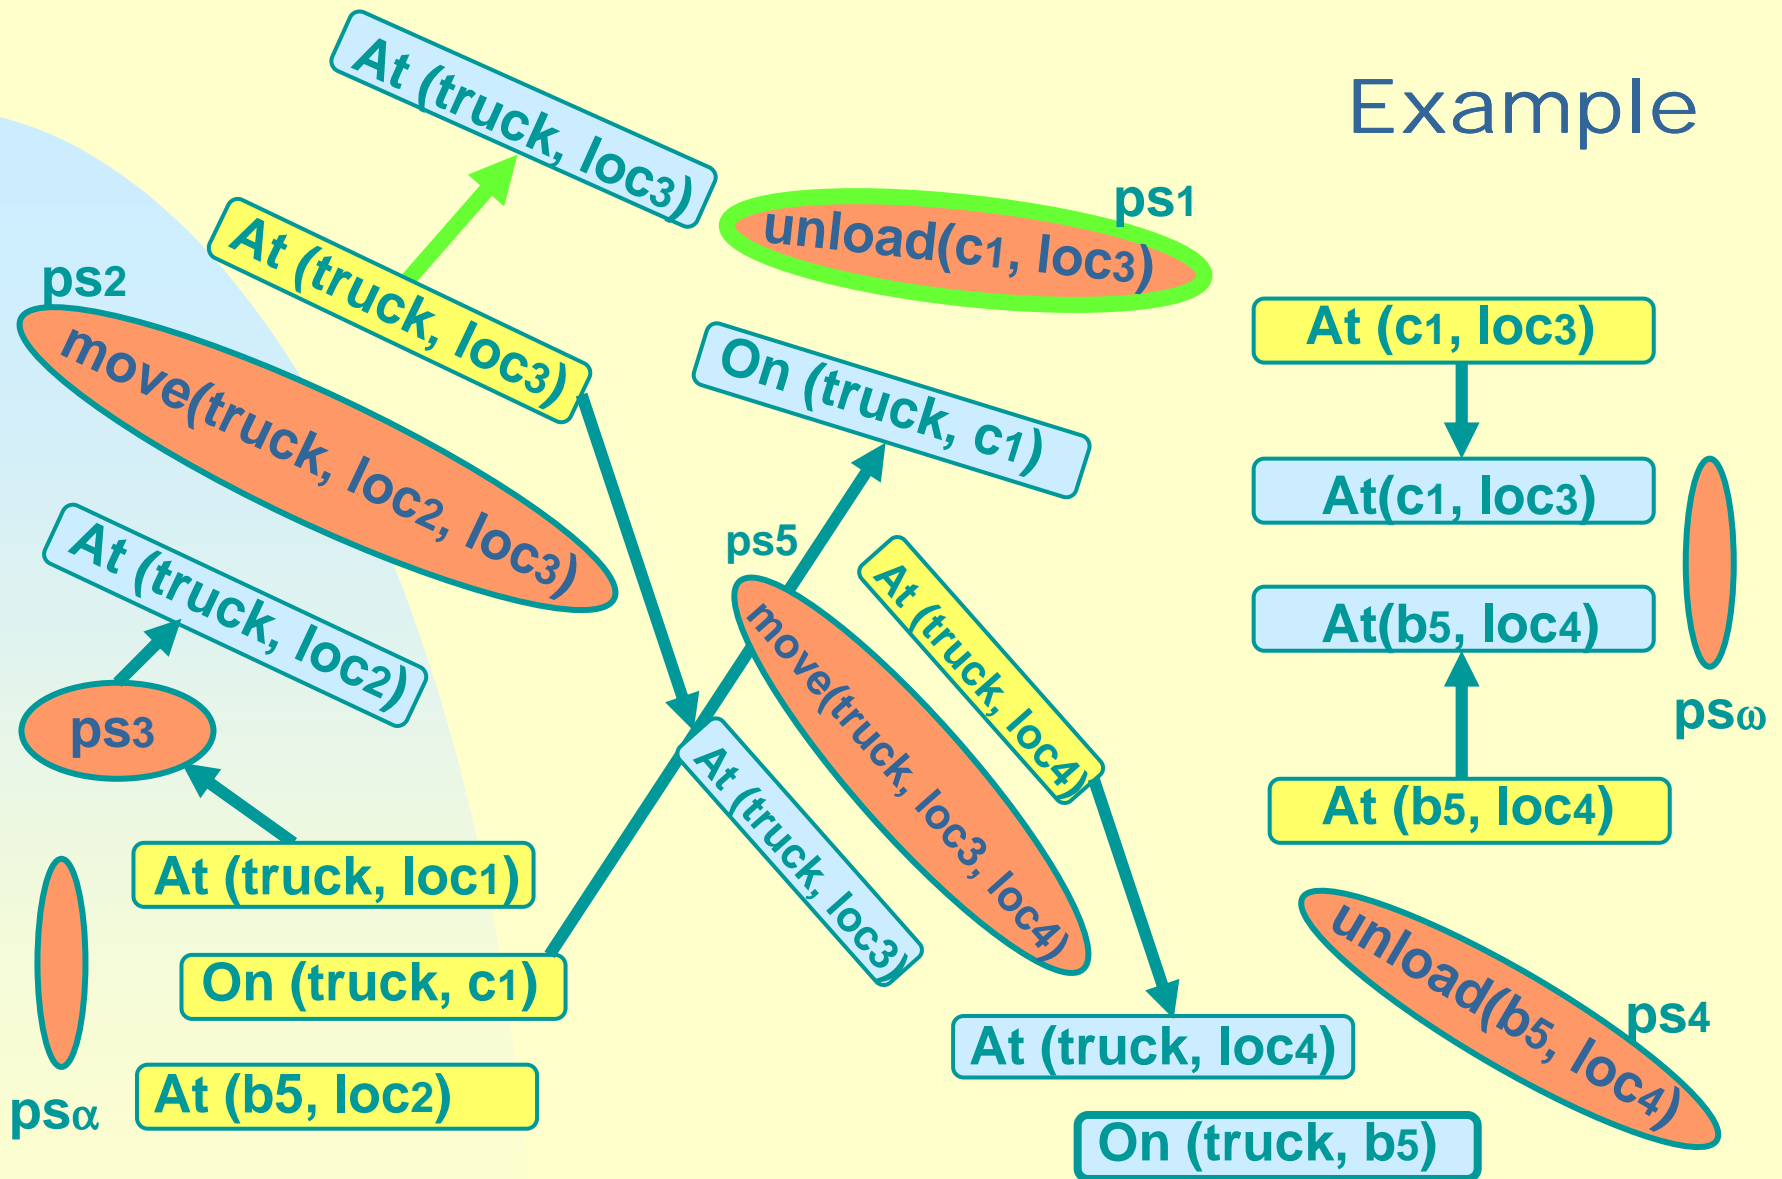 Example
At (truck, loc3)
ps1
unload(c1, loc3)
At (truck, loc3)
ps2
move(truck, loc2, loc3)
At (c1, loc3)
On (truck, c1)
At(c1, loc3)
At (truck, loc2)
ps5
At (truck, loc4)
move(truck, loc3, loc4)
At(b5, loc4)
psω
ps3
At (truck, loc3)
At (b5, loc4)
At (truck, loc1)
On (truck, c1)
unload(b5, loc4)
ps4
At (truck, loc4)
At (b5, loc2)
psα
On (truck, b5)